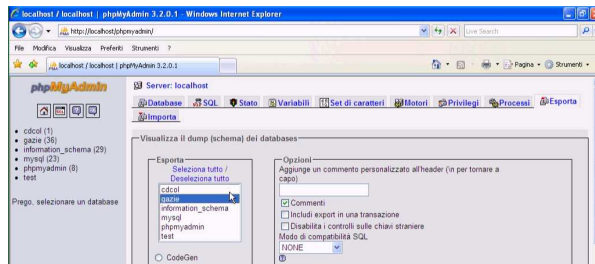 localhost / localhost | phpMyAdmin 3.2.0.1 - Windows Internet Explorer
http://localhost/phpmyadmin/
Live Search
File Modifica Visualizza Preferiti Strumenti ?
localhost / localhost | phpMyAdmin 3.2.0.1
Pagina Strumenti
phpMyAdmin
Server: localhost
Database SQL Stato Variabili Set di caratteri Motori Privilegi Processi Esporta
Importa
cdcol (1)
gazie (36)
information_schema (29)
mysql (23)
phpmyadmin (8)
test
Prego, selezionare un database
Visualizza il dump (schema) dei databases
Esporta
Seleziona tutto /
Deseleziona tutto
cdcol
gazie
information_schema
mysql
phpmyadmin
test
CodeGen
Opzioni
Aggiunge un commento personalizzato all'header (\n per tornare a
capo)
Commenti
Includi export in una transazione
Disabilita i controlli sulle chiavi straniere
Modo di compatibilità SQL
NONE